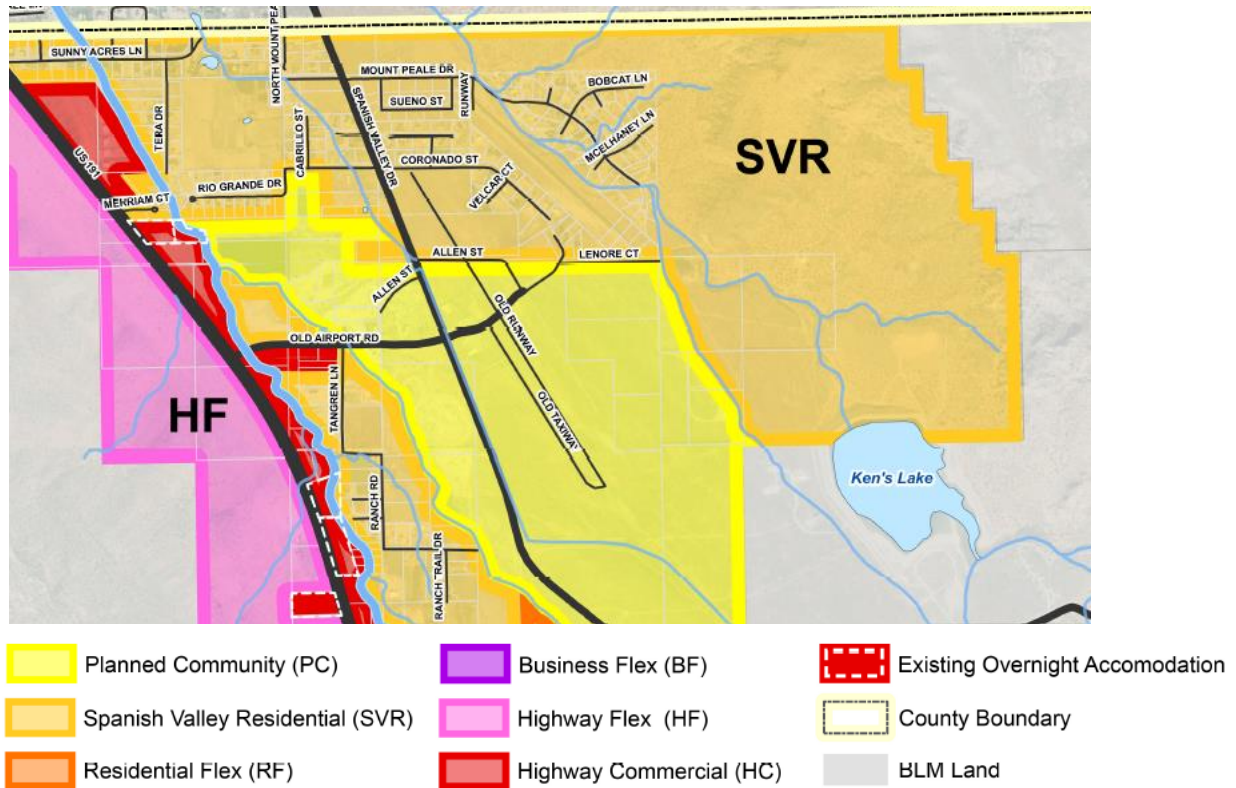 SUNNY ACRES LN
NORTH MOUNT PEA
MOUNT PEALE DR
BOBCAT LN
SUENO ST
RUNWAY
SPANISH VALLEY DR
TERA DR
CABRILLO ST
MCELHANEY LN
SVR
US 191
CORONADO ST
RIO GRANDE DR
VELCAR CT
MERRIAM CT
ALLEN ST
LENORE CT
ALLEN ST
OLD RUNWAY
OLD AIRPORT RD
HF
TANGREN LN
OLD TAXIWAY
Ken's Lake
RANCH RD
RANCH TRAIL DR
Planned Community (PC)
Business Flex (BF)
Existing Overnight Accomodation
Spanish Valley Residential (SVR)
Highway Flex (HF)
County Boundary
Residential Flex (RF)
Highway Commercial (HC)
BLM Land